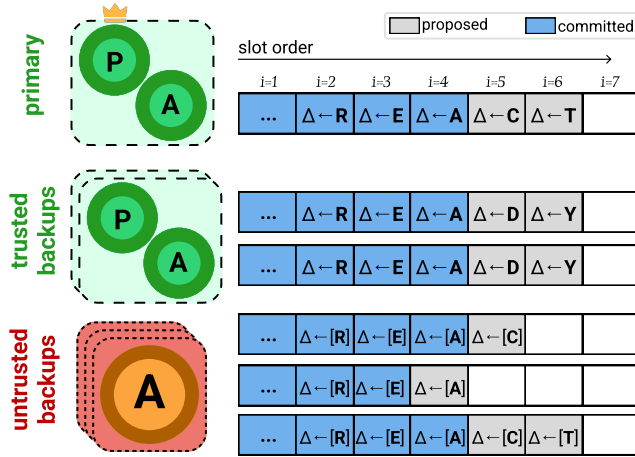 proposed committed
slot order
i=1 i=2 i=3 i=4 i=5 i=6 i=7
primary
P
A
... Δ←R Δ←E Δ←A Δ←C Δ←T
trusted
backups
P
A
... Δ←R Δ←E Δ←A Δ←D Δ←Y
... Δ←R Δ←E Δ←A Δ←D Δ←Y
untrusted
backups
A
... Δ←[R] Δ←[E] Δ←[A] Δ←[C]
... Δ←[R] Δ←[E] Δ←[A]
... Δ←[R] Δ←[E] Δ←[A] Δ←[C] Δ←[T]